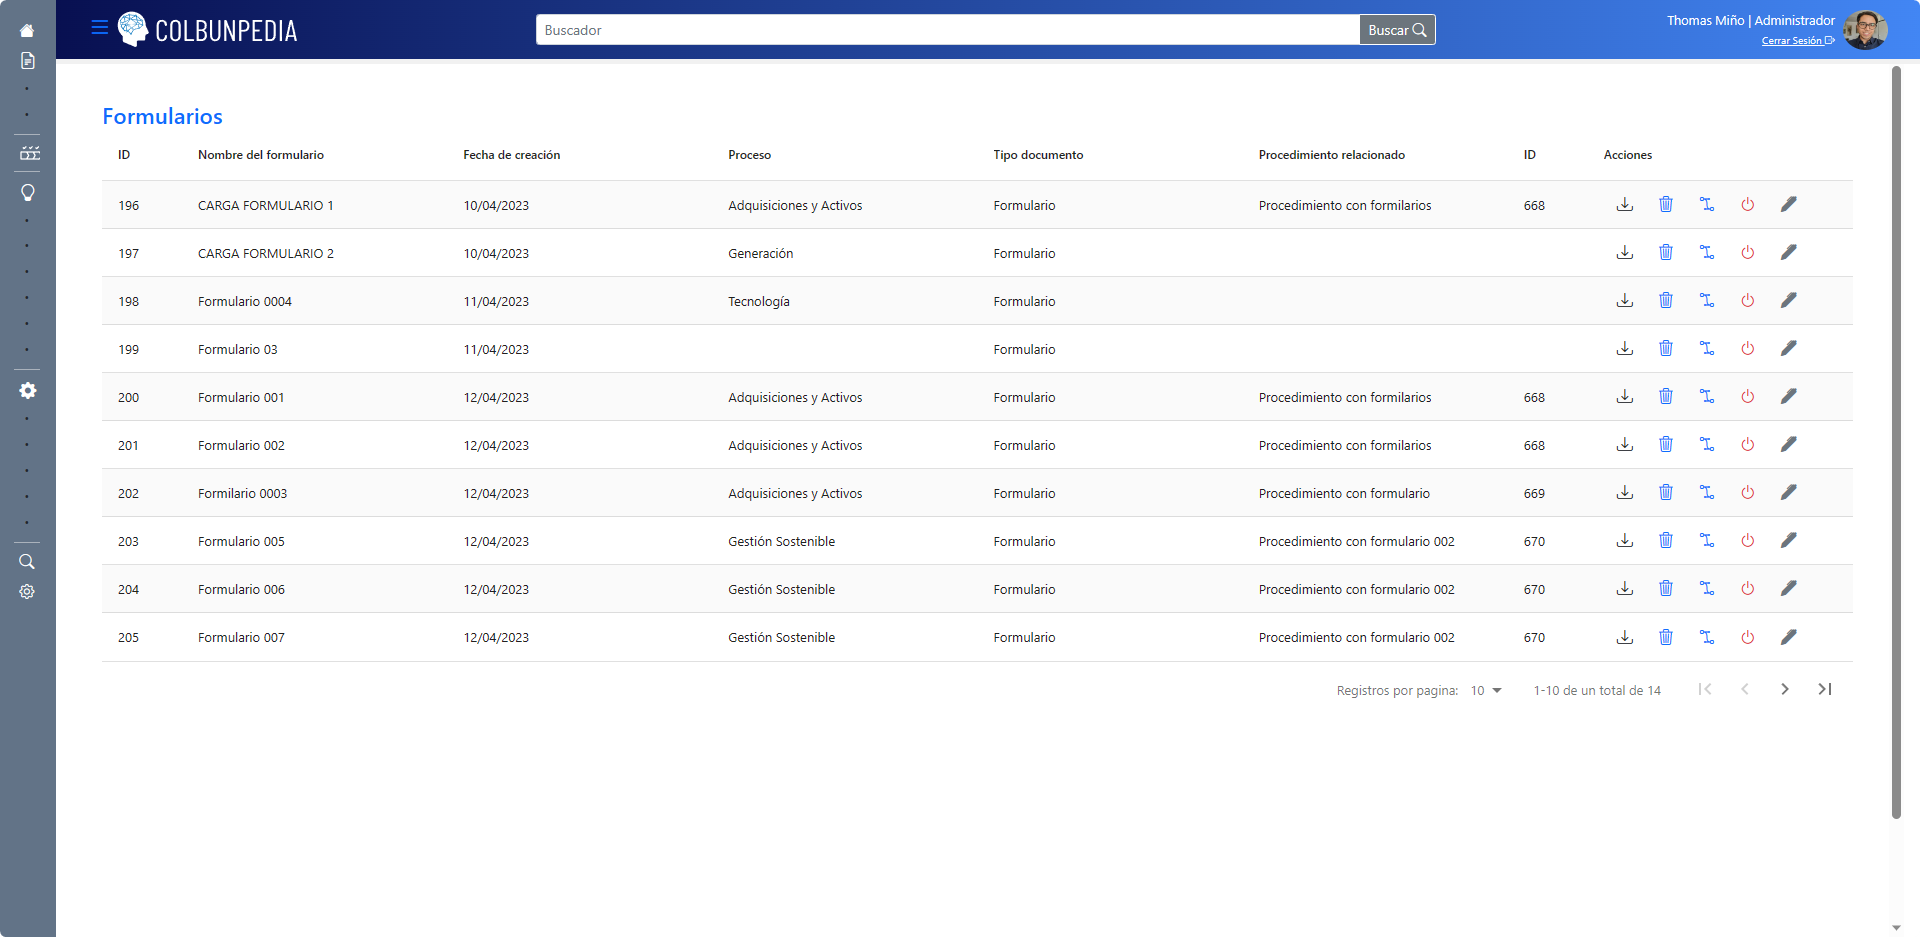 COLBUNPEDIA
Buscador
Buscar
Thomas Miño | Administrador
Cerrar Sesión
Formularios
ID Nombre del formulario Fecha de creación Proceso Tipo documento Procedimiento relacionado ID Acciones
196 CARGA FORMULARIO 1 10/04/2023 Adquisiciones y Activos Formulario Procedimiento con formilarios 668
197 CARGA FORMULARIO 2 10/04/2023 Generación Formulario
198 Formulario 0004 11/04/2023 Tecnología Formulario
199 Formulario 03 11/04/2023 Formulario
200 Formulario 001 12/04/2023 Adquisiciones y Activos Formulario Procedimiento con formilarios 668
201 Formulario 002 12/04/2023 Adquisiciones y Activos Formulario Procedimiento con formilarios 668
202 Formilario 0003 12/04/2023 Adquisiciones y Activos Formulario Procedimiento con formulario 669
203 Formulario 005 12/04/2023 Gestión Sostenible Formulario Procedimiento con formulario 002 670
204 Formulario 006 12/04/2023 Gestión Sostenible Formulario Procedimiento con formulario 002 670
205 Formulario 007 12/04/2023 Gestión Sostenible Formulario Procedimiento con formulario 002 670
Registros por pagina: 10 1-10 de un total de 14